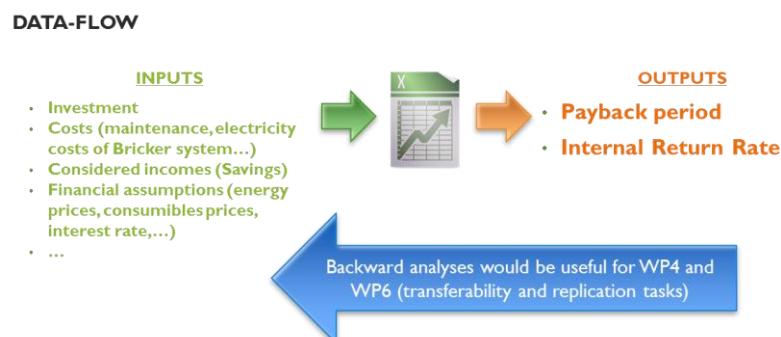 DATA-FLOW
INPUTS
• Investment
• Costs (maintenance, electricity
costs of Bricker system...)
• Considered incomes (Savings)
• Financial assumptions (energy
prices, consumibles prices,
interest rate,...)
• ...
X
OUTPUTS
• Payback period
• Internal Return Rate
Backward analyses would be useful for WP4 and
WP6 (transferability and replication tasks)